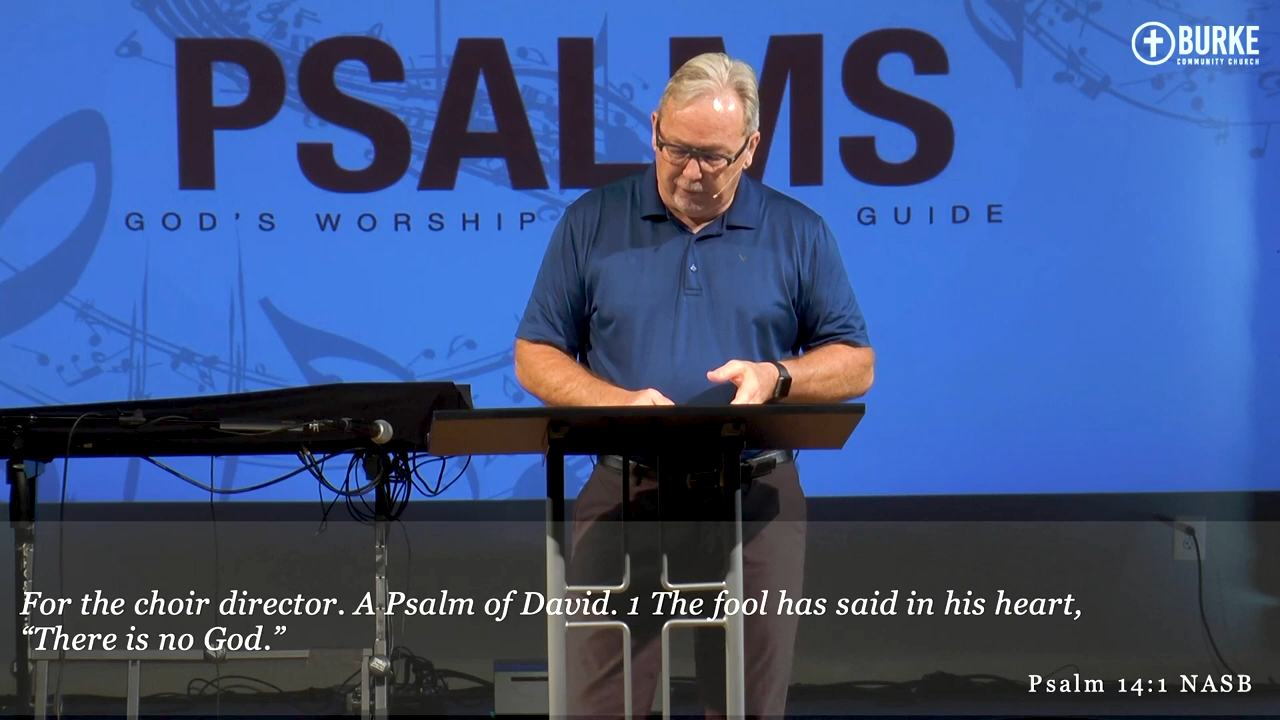 PSALMS
GOD'S WORSHIP GUIDE
BURKE
COMMUNITY CHURCH
For the choir director. A Psalm of David. 1 The fool has said in his heart,
“There is no God.”
Psalm 14:1 NASB